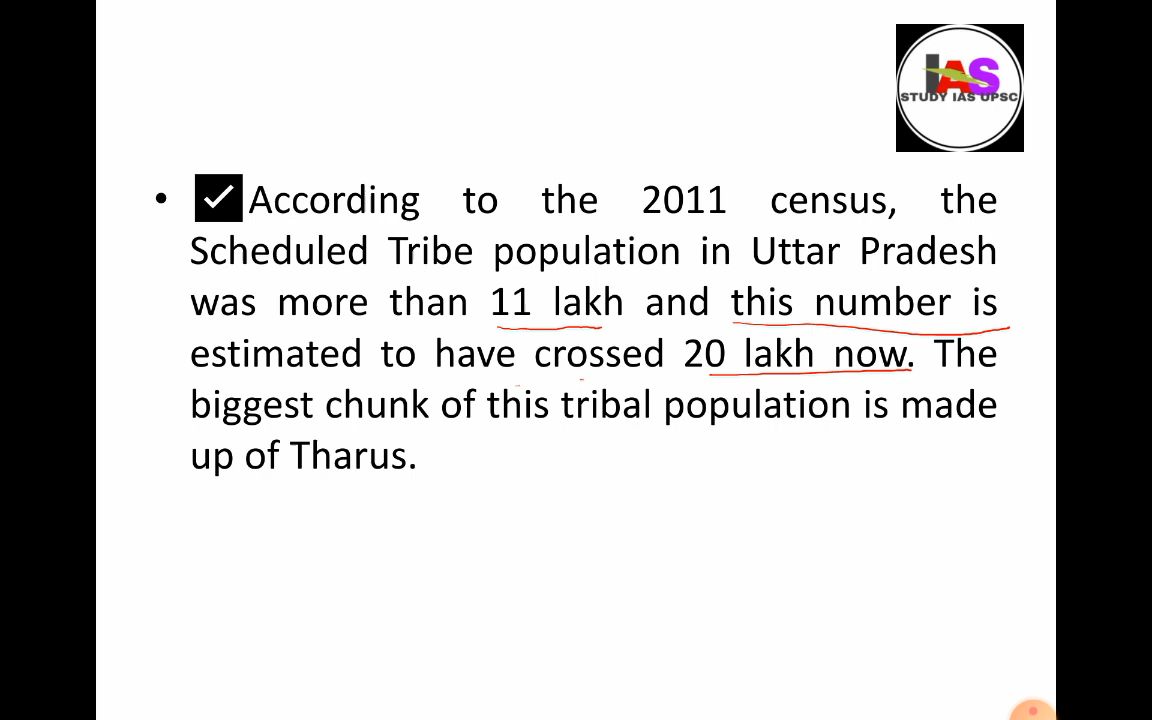 IAS
STUDY IAS UPSC
• ✓ According to the 2011 census, the
Scheduled Tribe population in Uttar Pradesh
was more than 11 lakh and this number is
estimated to have crossed 20 lakh now. The
biggest chunk of this tribal population is made
up of Tharus.